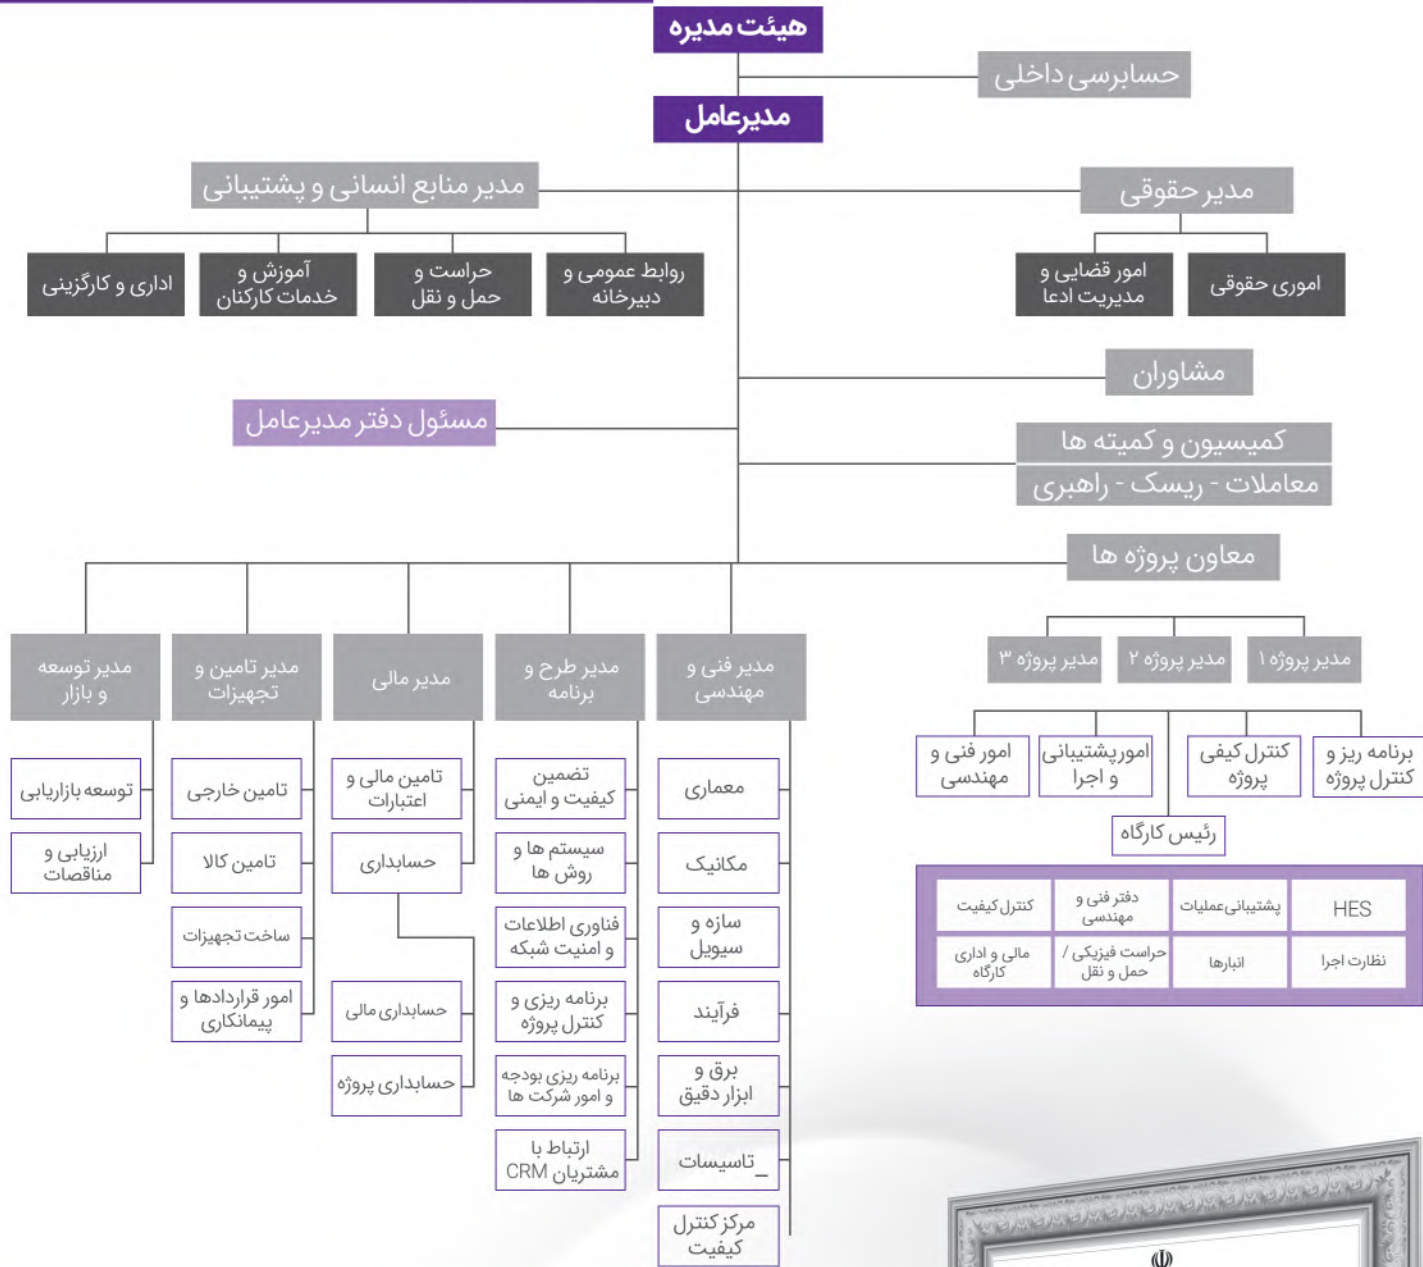 هیئت مدیره
حسابرسی داخلی
مدیرعامل
مدیر حقوقی
مدیر منابع انسانی و پشتیبانی
اموری حقوقی
امور قضایی و
مدیریت ادعا
روابط عمومی و
دبیرخانه
حراست و
حمل و نقل
آموزش و
خدمات کارکنان
اداری و کارگزینی
مشاوران
مسئول دفتر مدیرعامل
کمیسیون و کمیته ها
معاملات - ریسک - راهبری
معاون پروژه ها
مدیر پروژه ۱
مدیر پروژه ۲
مدیر پروژه ۳
برنامه ریز و
کنترل پروژه
کنترل کیفی
پروژه
امورپشتیبانی
و اجرا
امور فنی و
مهندسی
رئیس کارگاه
HES
پشتیبانی عملیات
دفتر فنی و
مهندسی
کنترل کیفیت
نظارت اجرا
انبارها
حراست فیزیکی /
حمل و نقل
مالی و اداری
کارگاه
مدیر فنی و
مهندسی
معماری
مکانیک
سازه و
سیویل
فرآیند
برق و
ابزار دقیق
تاسیسات_
مرکز کنترل
کیفیت
مدیر طرح و
برنامه
تضمین
کیفیت و ایمنی
سیستم ها و
روش ها
فناوری اطلاعات
و امنیت شبکه
برنامه ریزی و
کنترل پروژه
برنامه ریزی بودجه
و امور شرکت ها
ارتباط با
مشتریان CRM
مدیر مالی
تامین مالی و
اعتبارات
حسابداری
حسابداری مالی
حسابداری پروژه
مدیر تامین و
تجهیزات
تامین خارجی
تامین کالا
ساخت تجهیزات
امور قراردادها و
پیمانکاری
مدیر توسعه
و بازار
توسعه بازاریابی
ارزیابی و
مناقصات